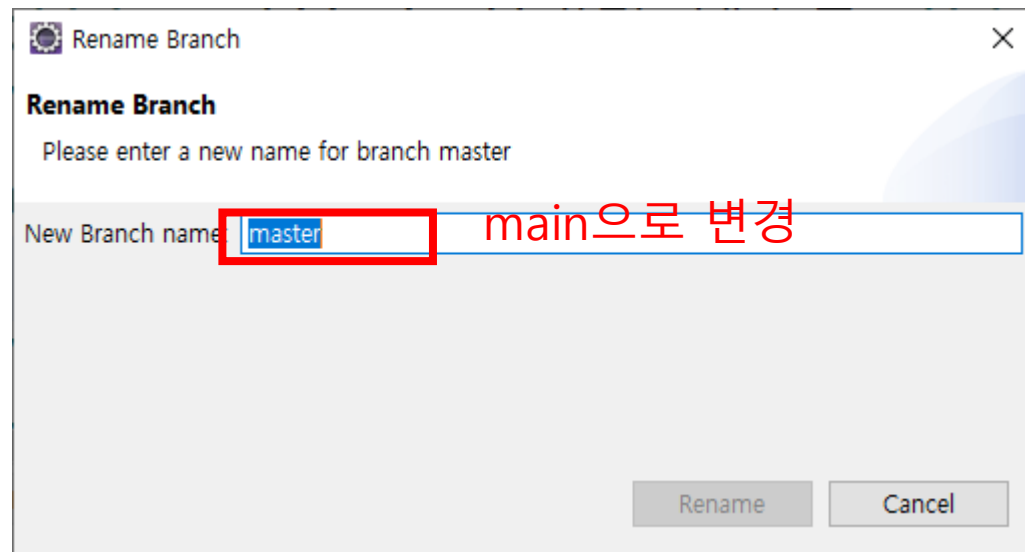 Rename Branch
Rename Branch
Please enter a new name for branch master
New Branch name: master main으로 변경
Rename Cancel